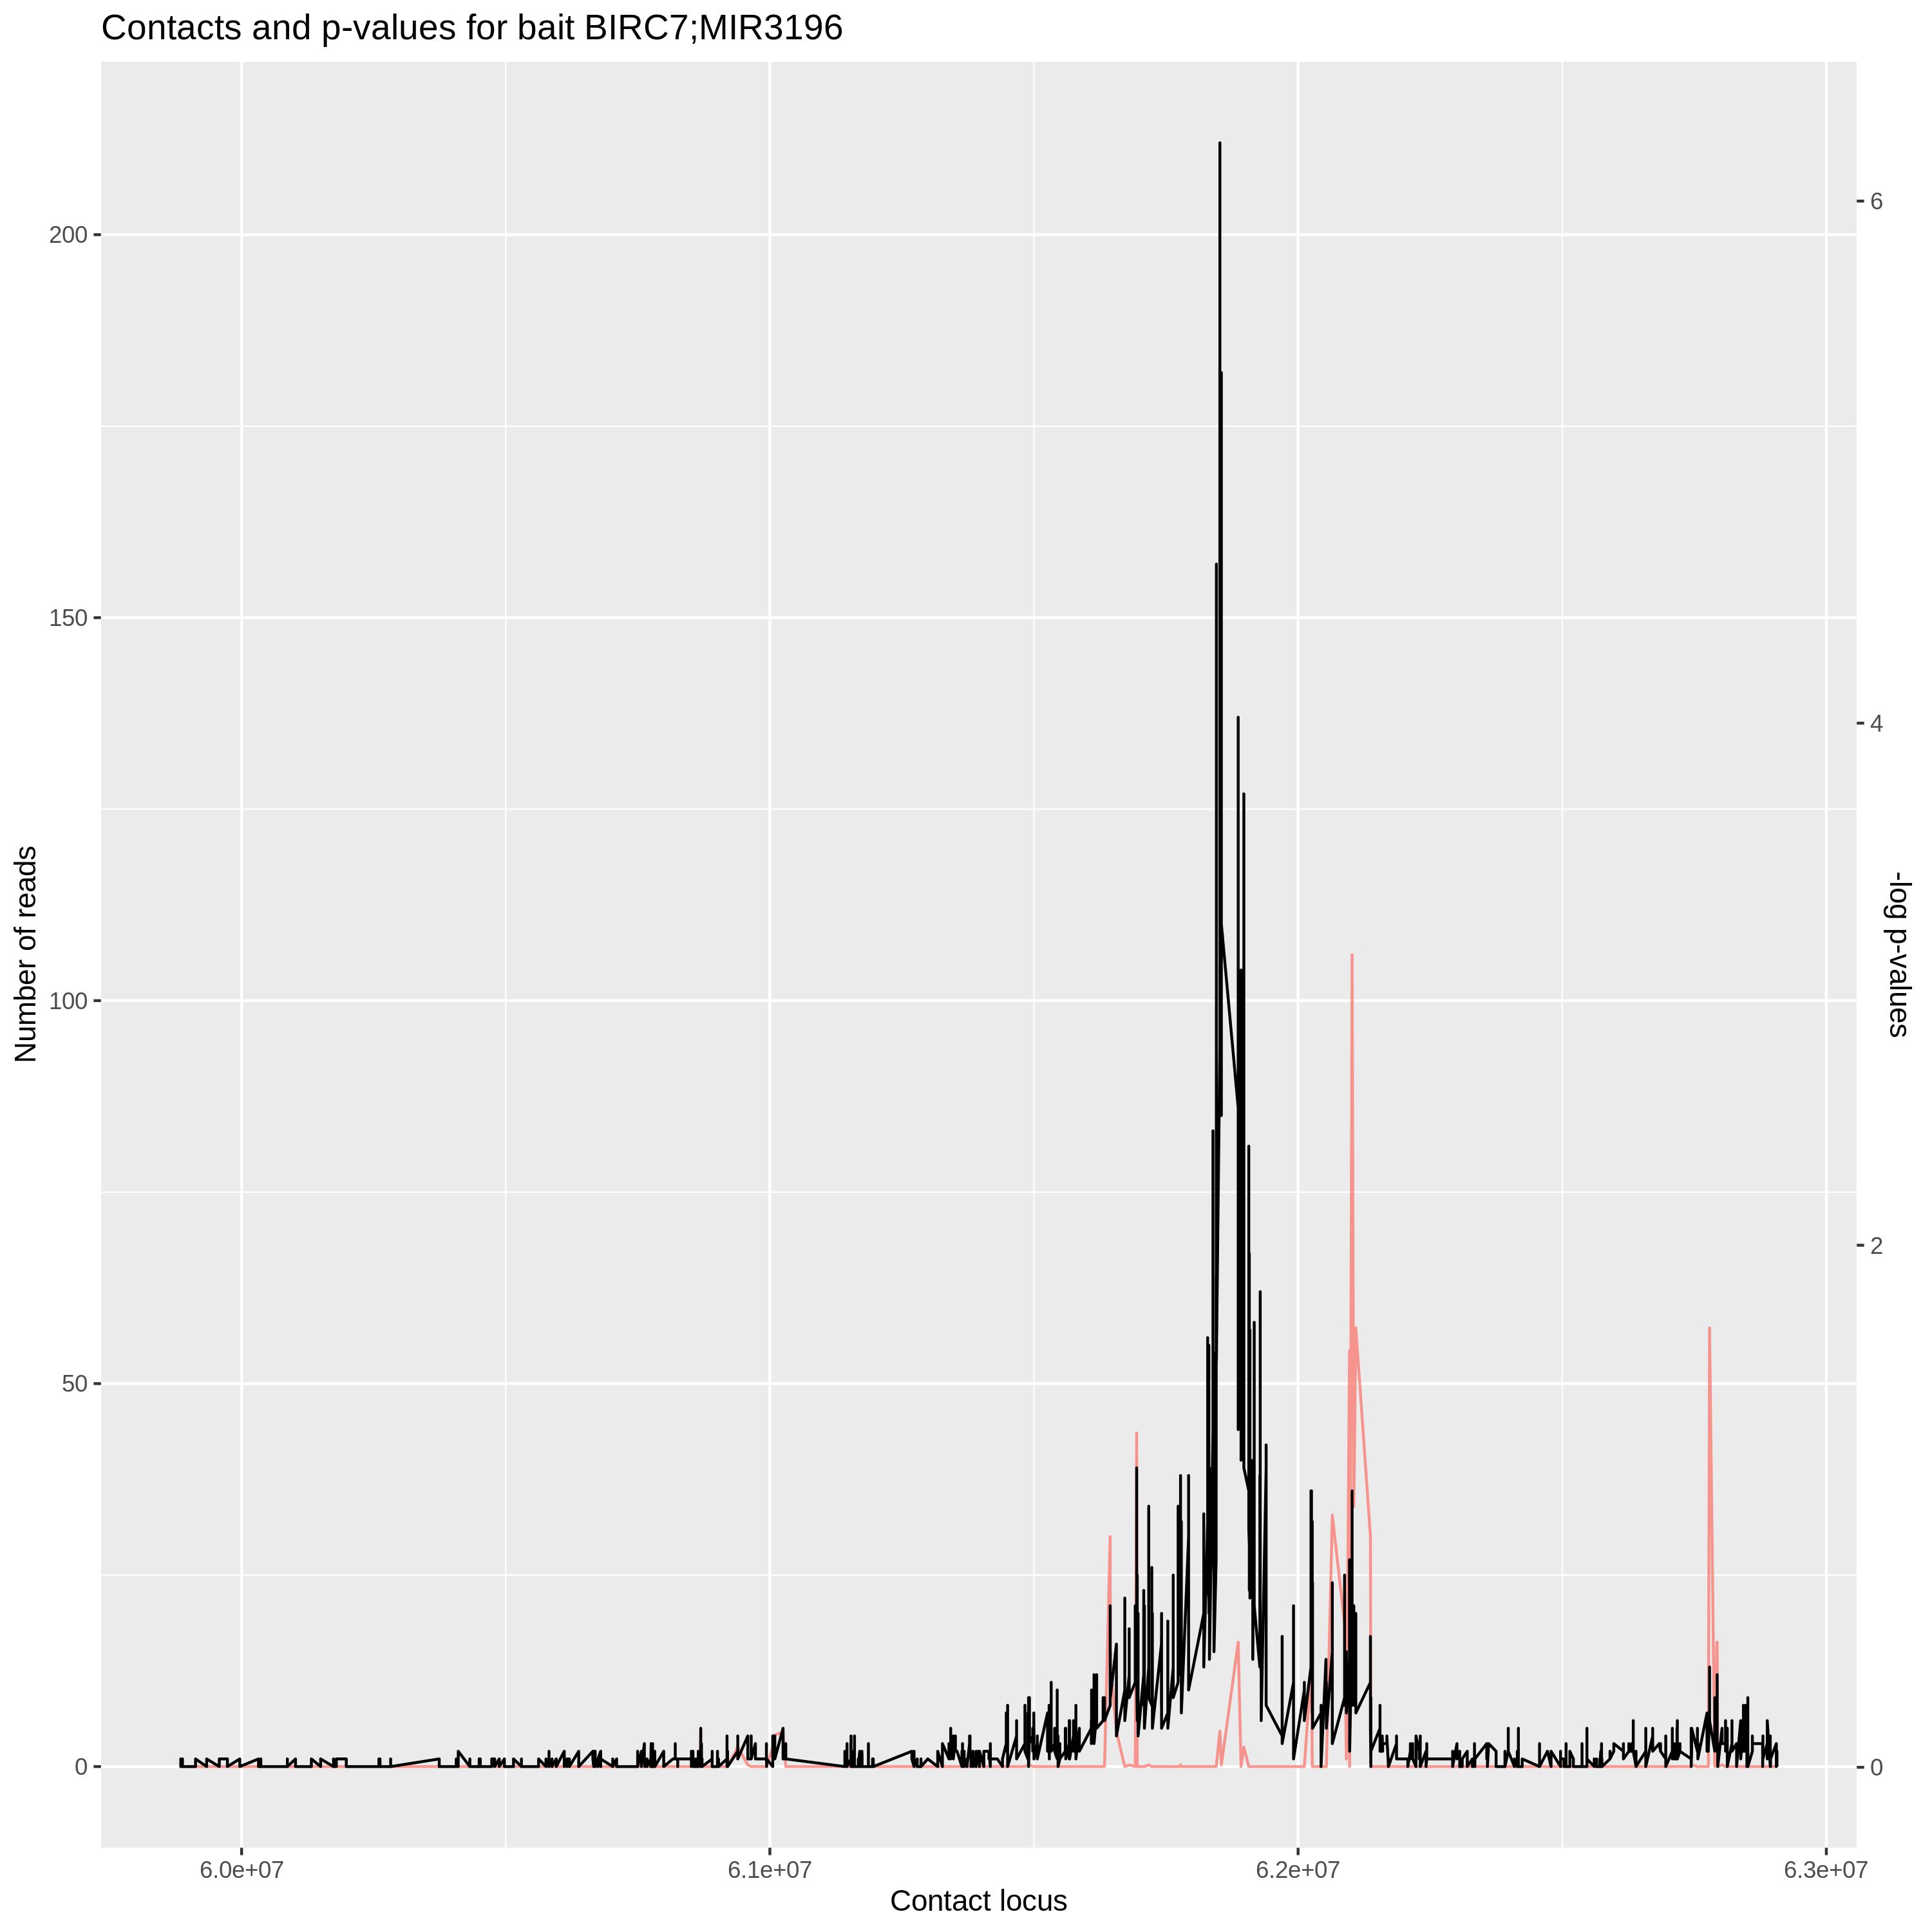 Contacts and p-values for bait BIRC7;MIR3196
200
150
100
50
0
Number of reads
6
4
2
0
-log p-values
6.0e+07 6.1e+07 6.2e+07 6.3e+07
Contact locus